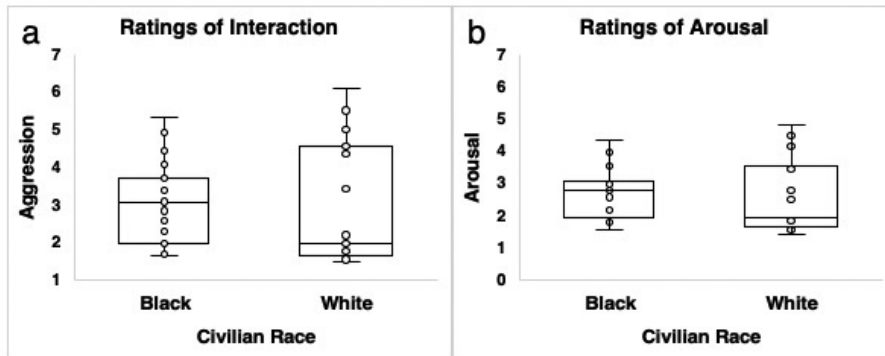 a
Ratings of Interaction
7
6
5
4
3
2
1
Aggression
Black
White
Civilian Race
b
Ratings of Arousal
7
6
5
4
3
2
1
0
Arousal
Black
White
Civilian Race